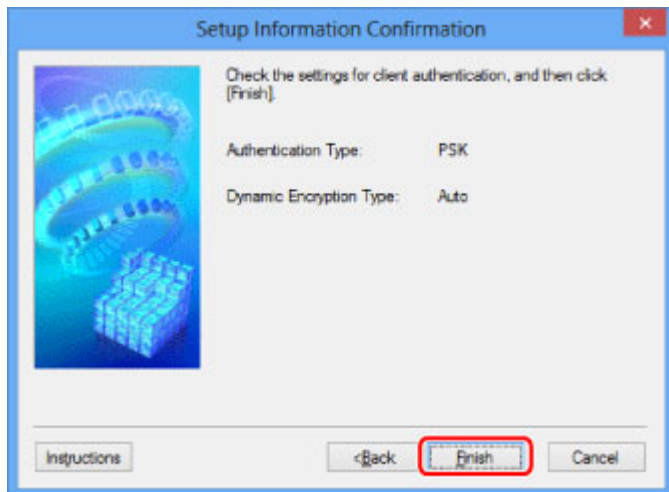 Setup Information Confirmation
Check the settings for client authentication, and then click
[Finish].
Authentication Type: PSK
Dynamic Encryption Type: Auto
Instructions <Back Finish Cancel